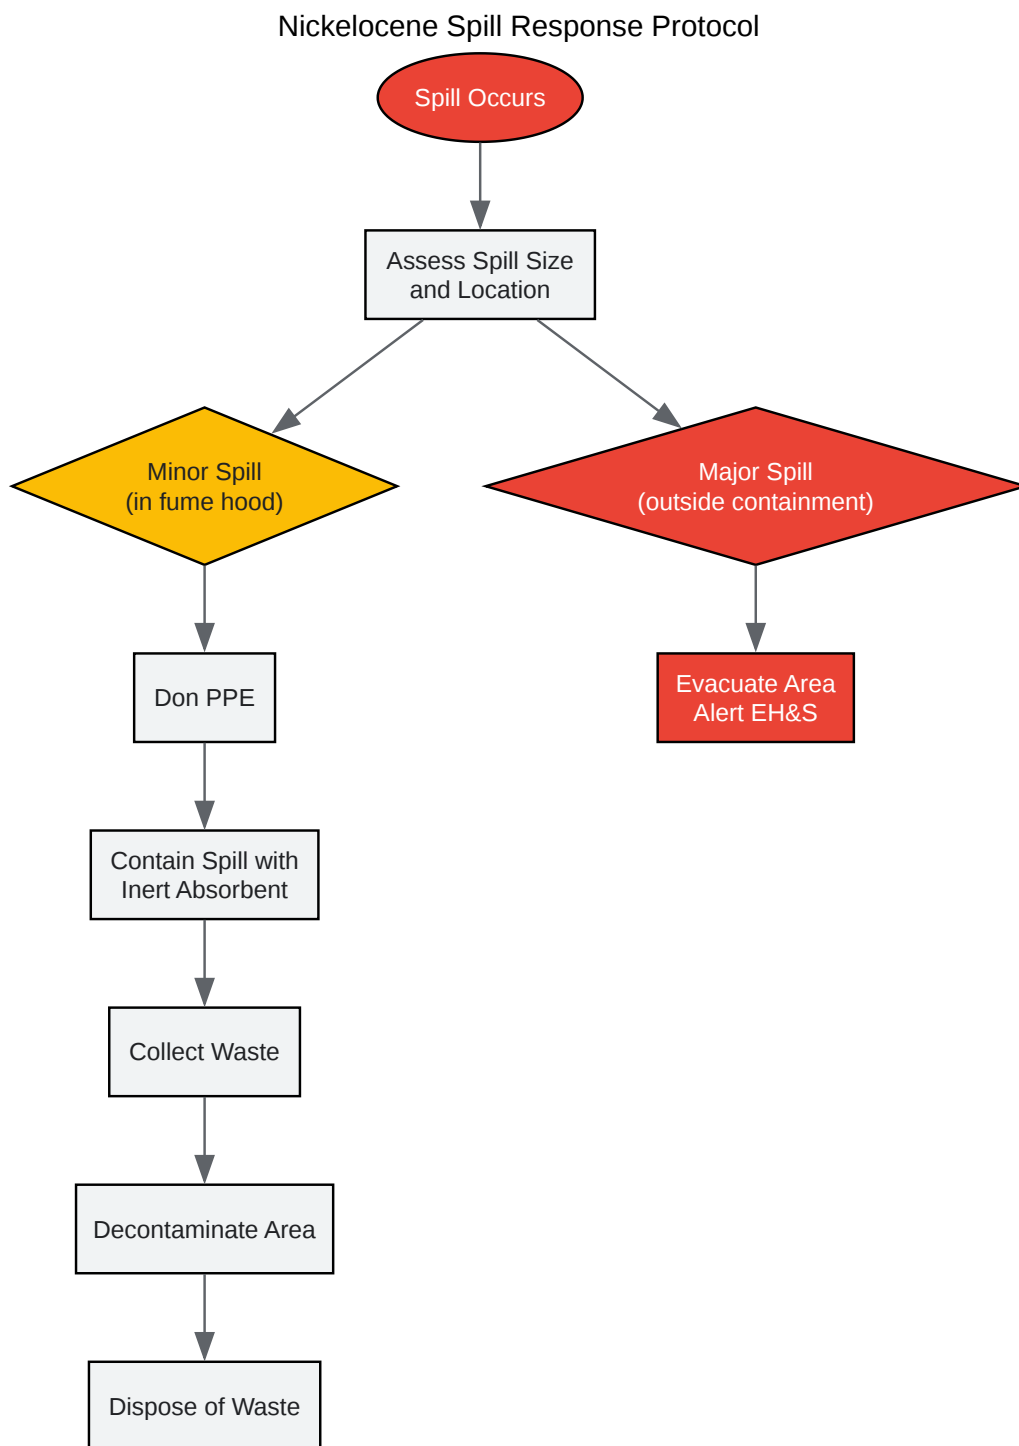 Nickelocene Spill Response Protocol
Spill Occurs
Assess Spill Size
and Location
Minor Spill
(in fume hood)
Major Spill
(outside containment)
Don PPE
Evacuate Area
Alert EH&S
Contain Spill with
Inert Absorbent
Collect Waste
Decontaminate Area
Dispose of Waste